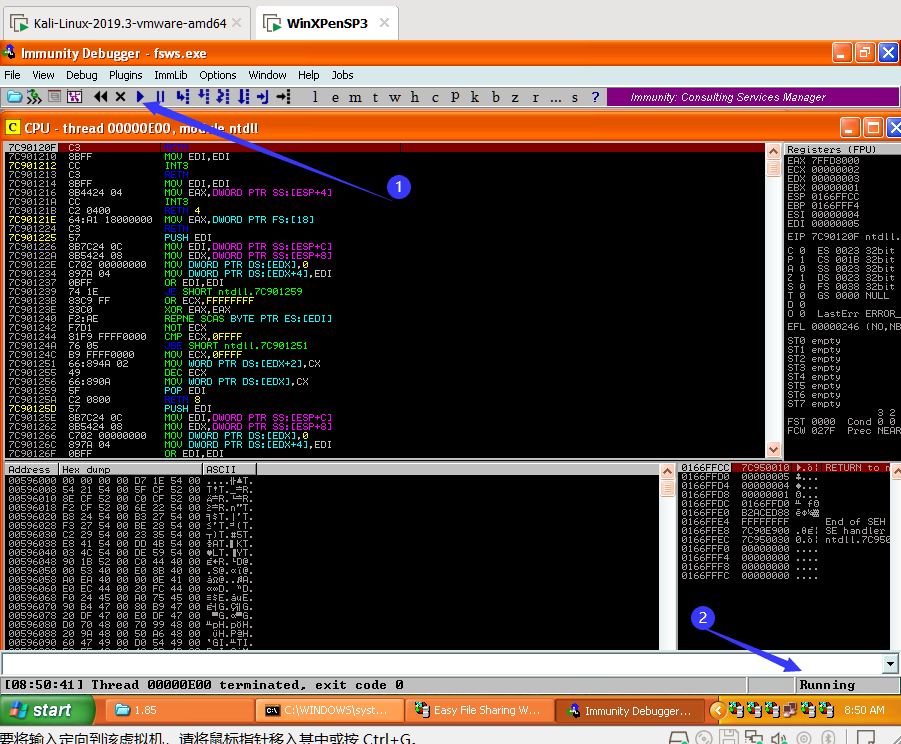 Kali-Linux-2019.3-vmware-amd64
WinXPenSP3
Immunity Debugger - fsws.exe
File View Debug Plugins ImmLib Options Window Help Jobs
l e m t w h c P k b z r ... s ?
Immunity: Consulting Services Manager
C CPU - thread 00000E00, module ntdll
7C90120F C3
7C901210 8BFF MOV EDI,EDI
7C901212 CC INT3
7C901213 C3 RETN
7C901214 8BFF MOV EDI,EDI
7C901216 8B4424 04 MOV EAX,DWORD PTR SS:[ESP+4]
7C90121A CC INT3
7C90121B C2 0400 RETN 4
7C90121E 64:A1 18000000 MOV EAX,DWORD PTR FS:[18]
7C901224 C3 RETN
7C901225 57 PUSH EDI
7C901226 8B7C24 0C MOV EDI,DWORD PTR SS:[ESP+C]
7C90122A 8B5424 08 MOV EDX,DWORD PTR SS:[ESP+8]
7C90122E C702 00000000 MOV DWORD PTR DS:[EDX],0
7C901234 897A 04 MOV DWORD PTR DS:[EDX+4],EDI
7C901237 0BFF OR EDI,EDI
7C901239 74 1E JE SHORT ntdll.7C901259
7C90123B 83C9 FF OR ECX,FFFFFFFF
7C90123E 33C0 XOR EAX,EAX
7C901240 F2:AE REPNE SCAS BYTE PTR ES:[EDI]
7C901242 F7D1 NOT ECX
7C901244 81F9 FFFF0000 CMP ECX,0FFFF
7C90124A 76 05 JBE SHORT ntdll.7C901251
7C90124C B9 FFFF0000 MOV ECX,0FFFF
7C901251 66:894A 02 MOV WORD PTR DS:[EDX+2],CX
7C901255 49 DEC ECX
7C901256 66:890A MOV WORD PTR DS:[EDX],CX
7C901259 5F POP EDI
7C90125A C2 0800 RETN 8
7C90125D 57 PUSH EDI
7C90125E 8B7C24 0C MOV EDI,DWORD PTR SS:[ESP+C]
7C901262 8B5424 08 MOV EDX,DWORD PTR SS:[ESP+8]
7C901266 C702 00000000 MOV DWORD PTR DS:[EDX],0
7C90126C 897A 04 MOV DWORD PTR DS:[EDX+4],EDI
7C90126F 0BFF OR EDI,EDI
1
Registers (FPU)
EAX 7FFD8000
ECX 00000002
EDX 00000003
EBX 00000001
ESP 0166FFCC
EBP 0166FFF4
ESI 00000004
EDI 00000005
EIP 7C90120F ntdll.
C 0 ES 0023 32bit
P 1 CS 001B 32bit
A 0 SS 0023 32bit
Z 1 DS 0023 32bit
S 0 FS 0038 32bit
T 0 GS 0000 NULL
D 0
O 0 LastErr ERROR_
EFL 00000246 (NO,NB
ST0 empty
ST1 empty
ST2 empty
ST3 empty
ST4 empty
ST5 empty
ST6 empty
ST7 empty
3 2
FST 0000 Cond 0 0
FCW 027F Prec NEAR
Address Hex dump ASCII
00596000 00 00 00 00 D7 1E 54 00
00596008 54 21 54 00 5F CF 52 00
00596010 8E CF 52 00 C0 CF 52 00
00596018 F2 CF 52 00 6E 22 54 00
00596020 B8 24 54 00 B3 27 54 00
00596028 F3 27 54 00 BE 28 54 00
00596030 C2 29 54 00 23 35 54 00
00596038 E8 41 54 00 DD 4B 54 00
00596040 03 4C 54 00 DE 59 54 00
00596048 90 1B 52 00 C0 44 40 00
00596050 00 53 40 00 E0 8B 40 00
00596058 A0 EA 40 00 00 0E 41 00
00596060 E0 EC 44 00 20 FC 44 00
00596068 F0 24 45 00 A0 75 45 00
00596070 90 B4 47 00 80 B9 47 00
00596078 20 DF 47 00 E0 DF 47 00
00596080 D0 70 48 00 70 99 48 00
00596088 20 9A 48 00 50 A6 48 00
00596090 60 47 49 00 D0 54 49 00
0166FFCC 7C950010 RETURN to n
0166FFD0 00000005
0166FFD4 00000004
0166FFD8 00000001
0166FFDC 0166FFD0
0166FFE0 B2ACED88
0166FFE4 FFFFFFFF End of SEH
0166FFE8 7C90E900 SE handler
0166FFEC 7C950030 ntdll.7C950
0166FFF0 00000000 ....
0166FFF4 00000000 ....
0166FFF8 00000000 ....
0166FFFC 00000000 ....
2
[08:50:41] Thread 00000E00 terminated, exit code 0
Running
start
1.85
C:\WINDOWS\syst...
Easy File Sharing W...
Immunity Debugger...
8:50 AM
要将输入定向到该虚拟机，请将鼠标指针移入其中或按 Ctrl+G。